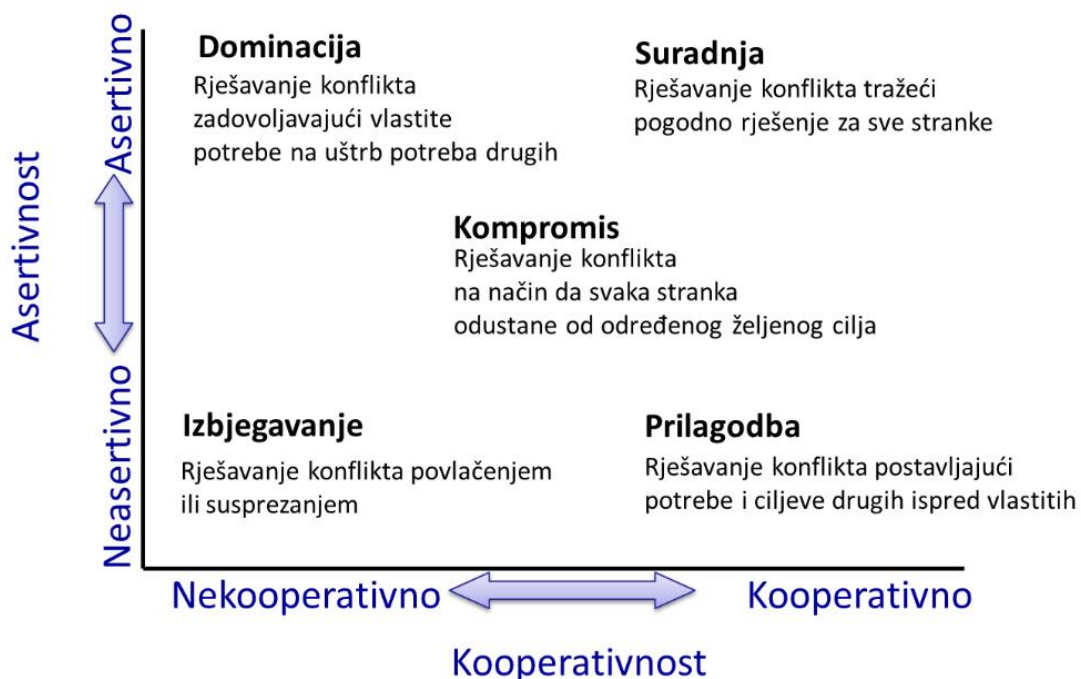 Asertivnost
Asertivno
Neasertivno
Dominacija
Rješavanje konflikta
zadovoljavajući vlastite
potrebe na uštrb potreba drugih
Suradnja
Rješavanje konflikta tražeći
pogodno rješenje za sve stranke
Kompromis
Rješavanje konflikta
na način da svaka stranka
odustane od određenog željenog cilja
Izbjegavanje
Rješavanje konflikta povlačenjem
ili susprezanjem
Prilagodba
Rješavanje konflikta postavljajući
potrebe i ciljeve drugih ispred vlastitih
Nekooperativno
Kooperativno
Kooperativnost